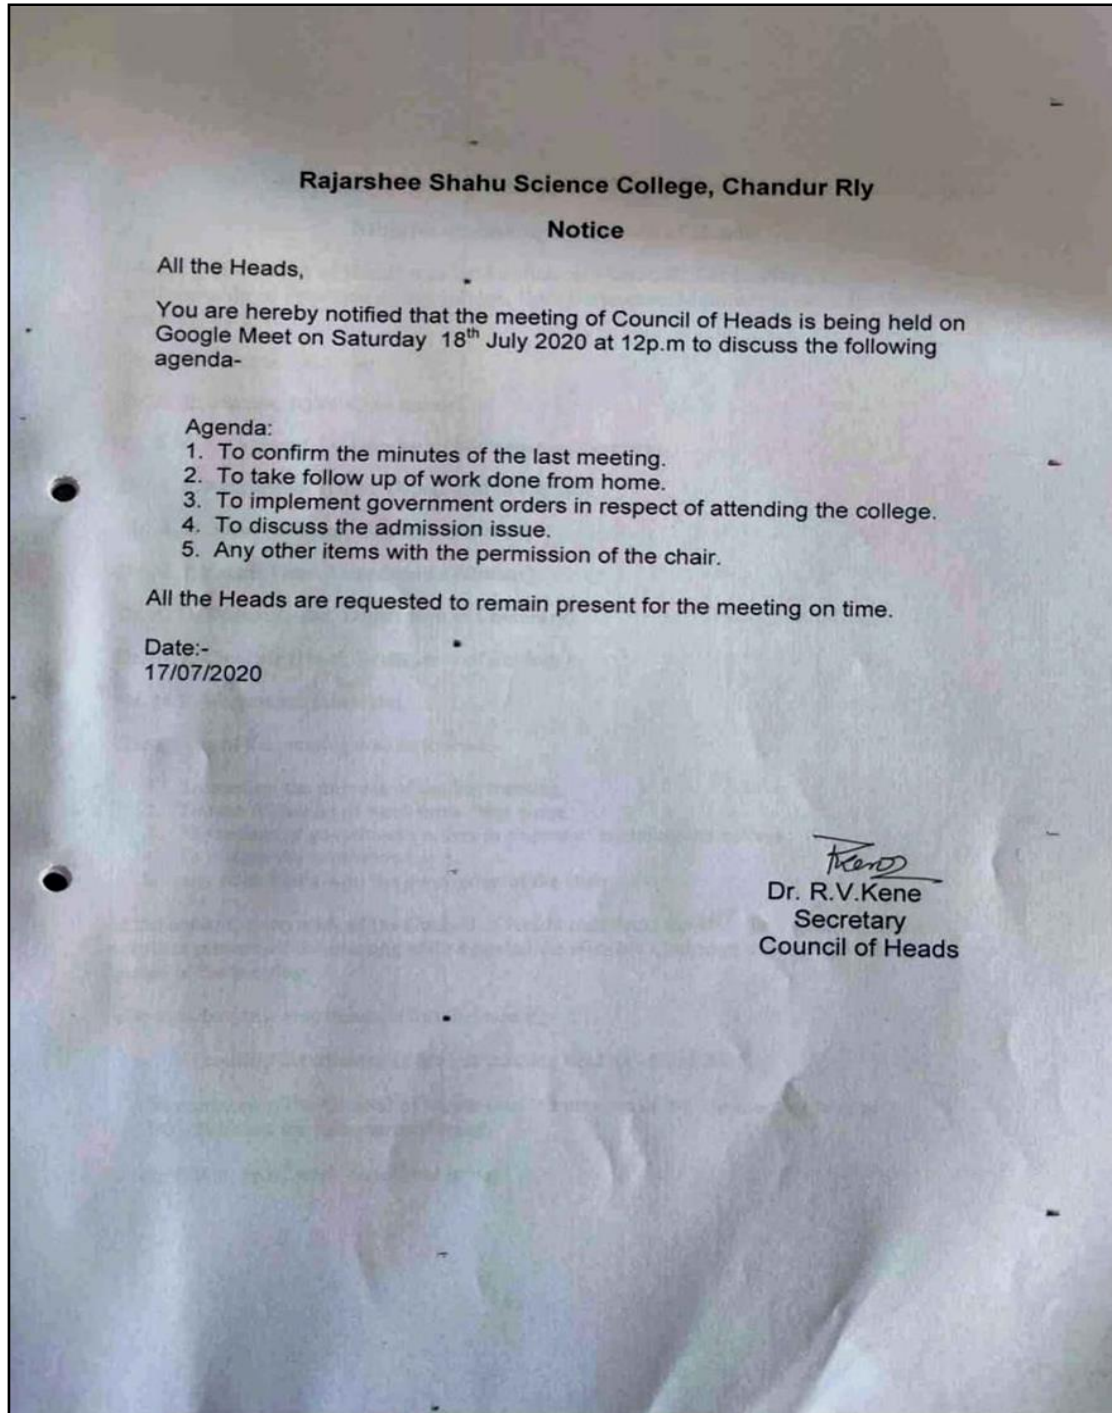 Rajarshee Shahu Science College, Chandur Rly
Notice
All the Heads,
You are hereby notified that the meeting of Council of Heads is being held on
Google Meet on Saturday 18th July 2020 at 12p.m to discuss the following
agenda-
Agenda:
1. To confirm the minutes of the last meeting.
2. To take follow up of work done from home.
3. To implement government orders in respect of attending the college.
4. To discuss the admission issue.
5. Any other items with the permission of the chair.
All the Heads are requested to remain present for the meeting on time.
Date:-
17/07/2020
Dr. R.V.Kene
Secretary
Council of Heads